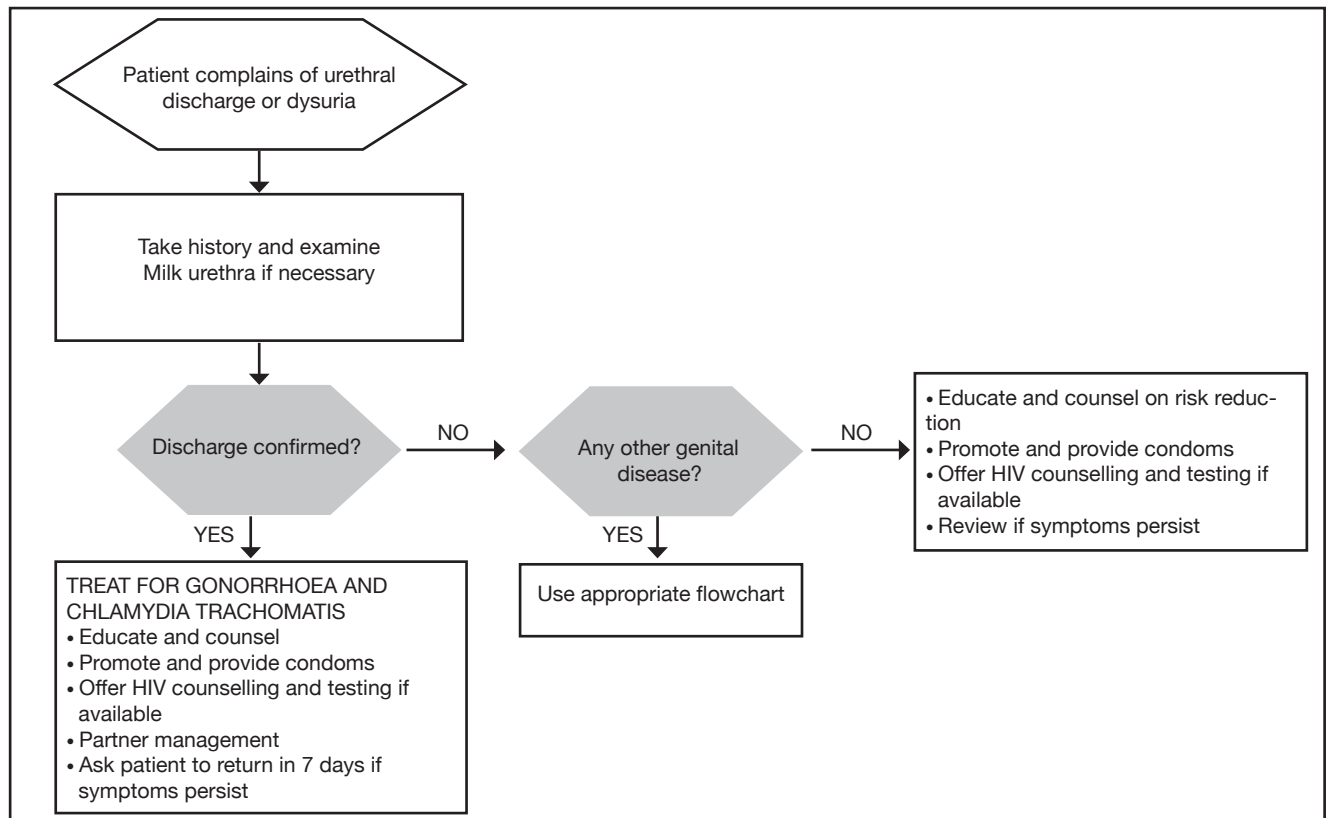 Patient complains of urethral
discharge or dysuria
Take history and examine
Milk urethra if necessary
Discharge confirmed?
NO
Any other genital
disease?
NO
• Educate and counsel on risk reduc-
tion
• Promote and provide condoms
• Offer HIV counselling and testing if
available
• Review if symptoms persist
YES
YES
TREAT FOR GONORRHOEA AND
CHLAMYDIA TRACHOMATIS
• Educate and counsel
• Promote and provide condoms
• Offer HIV counselling and testing if
available
• Partner management
• Ask patient to return in 7 days if
symptoms persist
Use appropriate flowchart